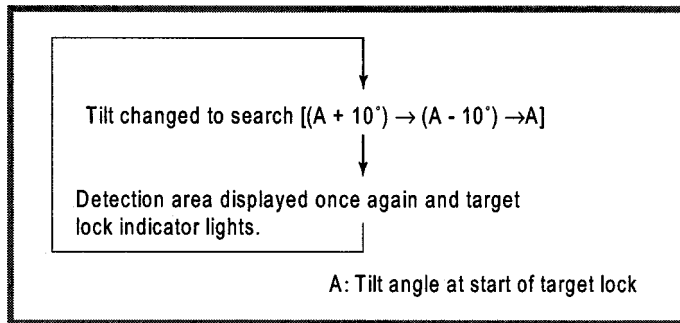 Tilt changed to search [(A + 10˚) → (A - 10˚) →A]
Detection area displayed once again and target
lock indicator lights.
A: Tilt angle at start of target lock